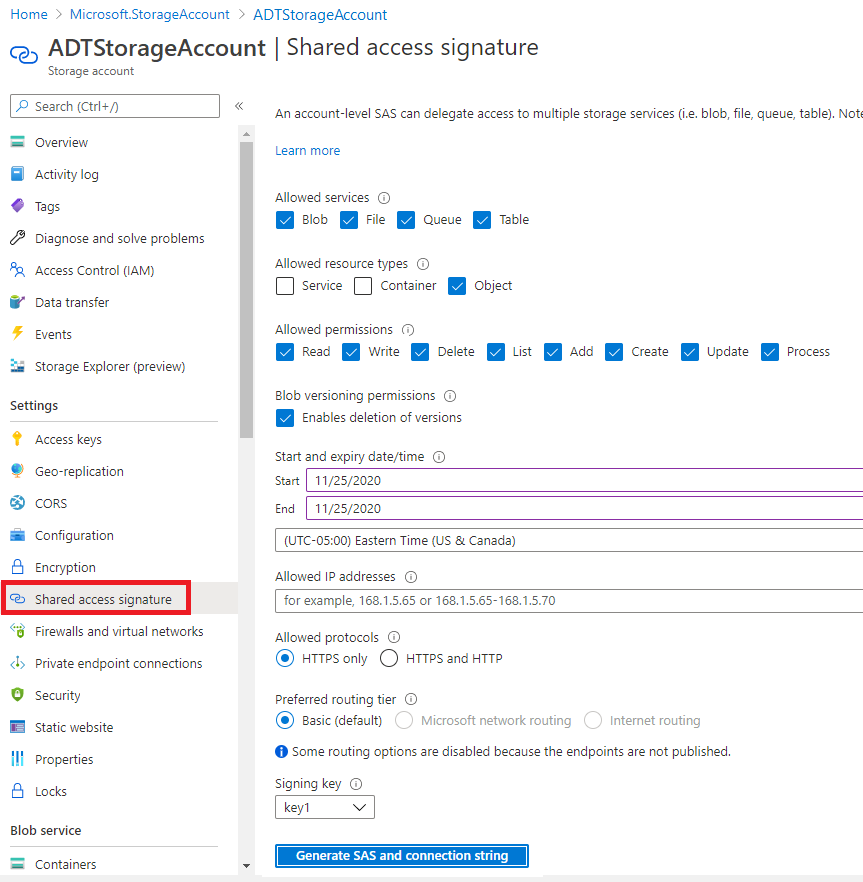 Home > Microsoft.StorageAccount > ADTStorageAccount
ADTStorageAccount | Shared access signature
Storage account
Search (Ctrl+/)
«
Overview
Activity log
Tags
Diagnose and solve problems
Access Control (IAM)
Data transfer
Events
Storage Explorer (preview)
Settings
Access keys
Geo-replication
CORS
Configuration
Encryption
Shared access signature
Firewalls and virtual networks
Private endpoint connections
Security
Static website
Properties
Locks
Blob service
Containers
An account-level SAS can delegate access to multiple storage services (i.e. blob, file, queue, table). Note
Learn more
Allowed services
Blob File Queue Table
Allowed resource types
Service Container Object
Allowed permissions
Read Write Delete List Add Create Update Process
Blob versioning permissions
Enables deletion of versions
Start and expiry date/time
Start 11/25/2020
End 11/25/2020
(UTC-05:00) Eastern Time (US & Canada)
Allowed IP addresses
for example, 168.1.5.65 or 168.1.5.65-168.1.5.70
Allowed protocols
HTTPS only HTTPS and HTTP
Preferred routing tier
Basic (default) Microsoft network routing Internet routing
Some routing options are disabled because the endpoints are not published.
Signing key
key1
Generate SAS and connection string